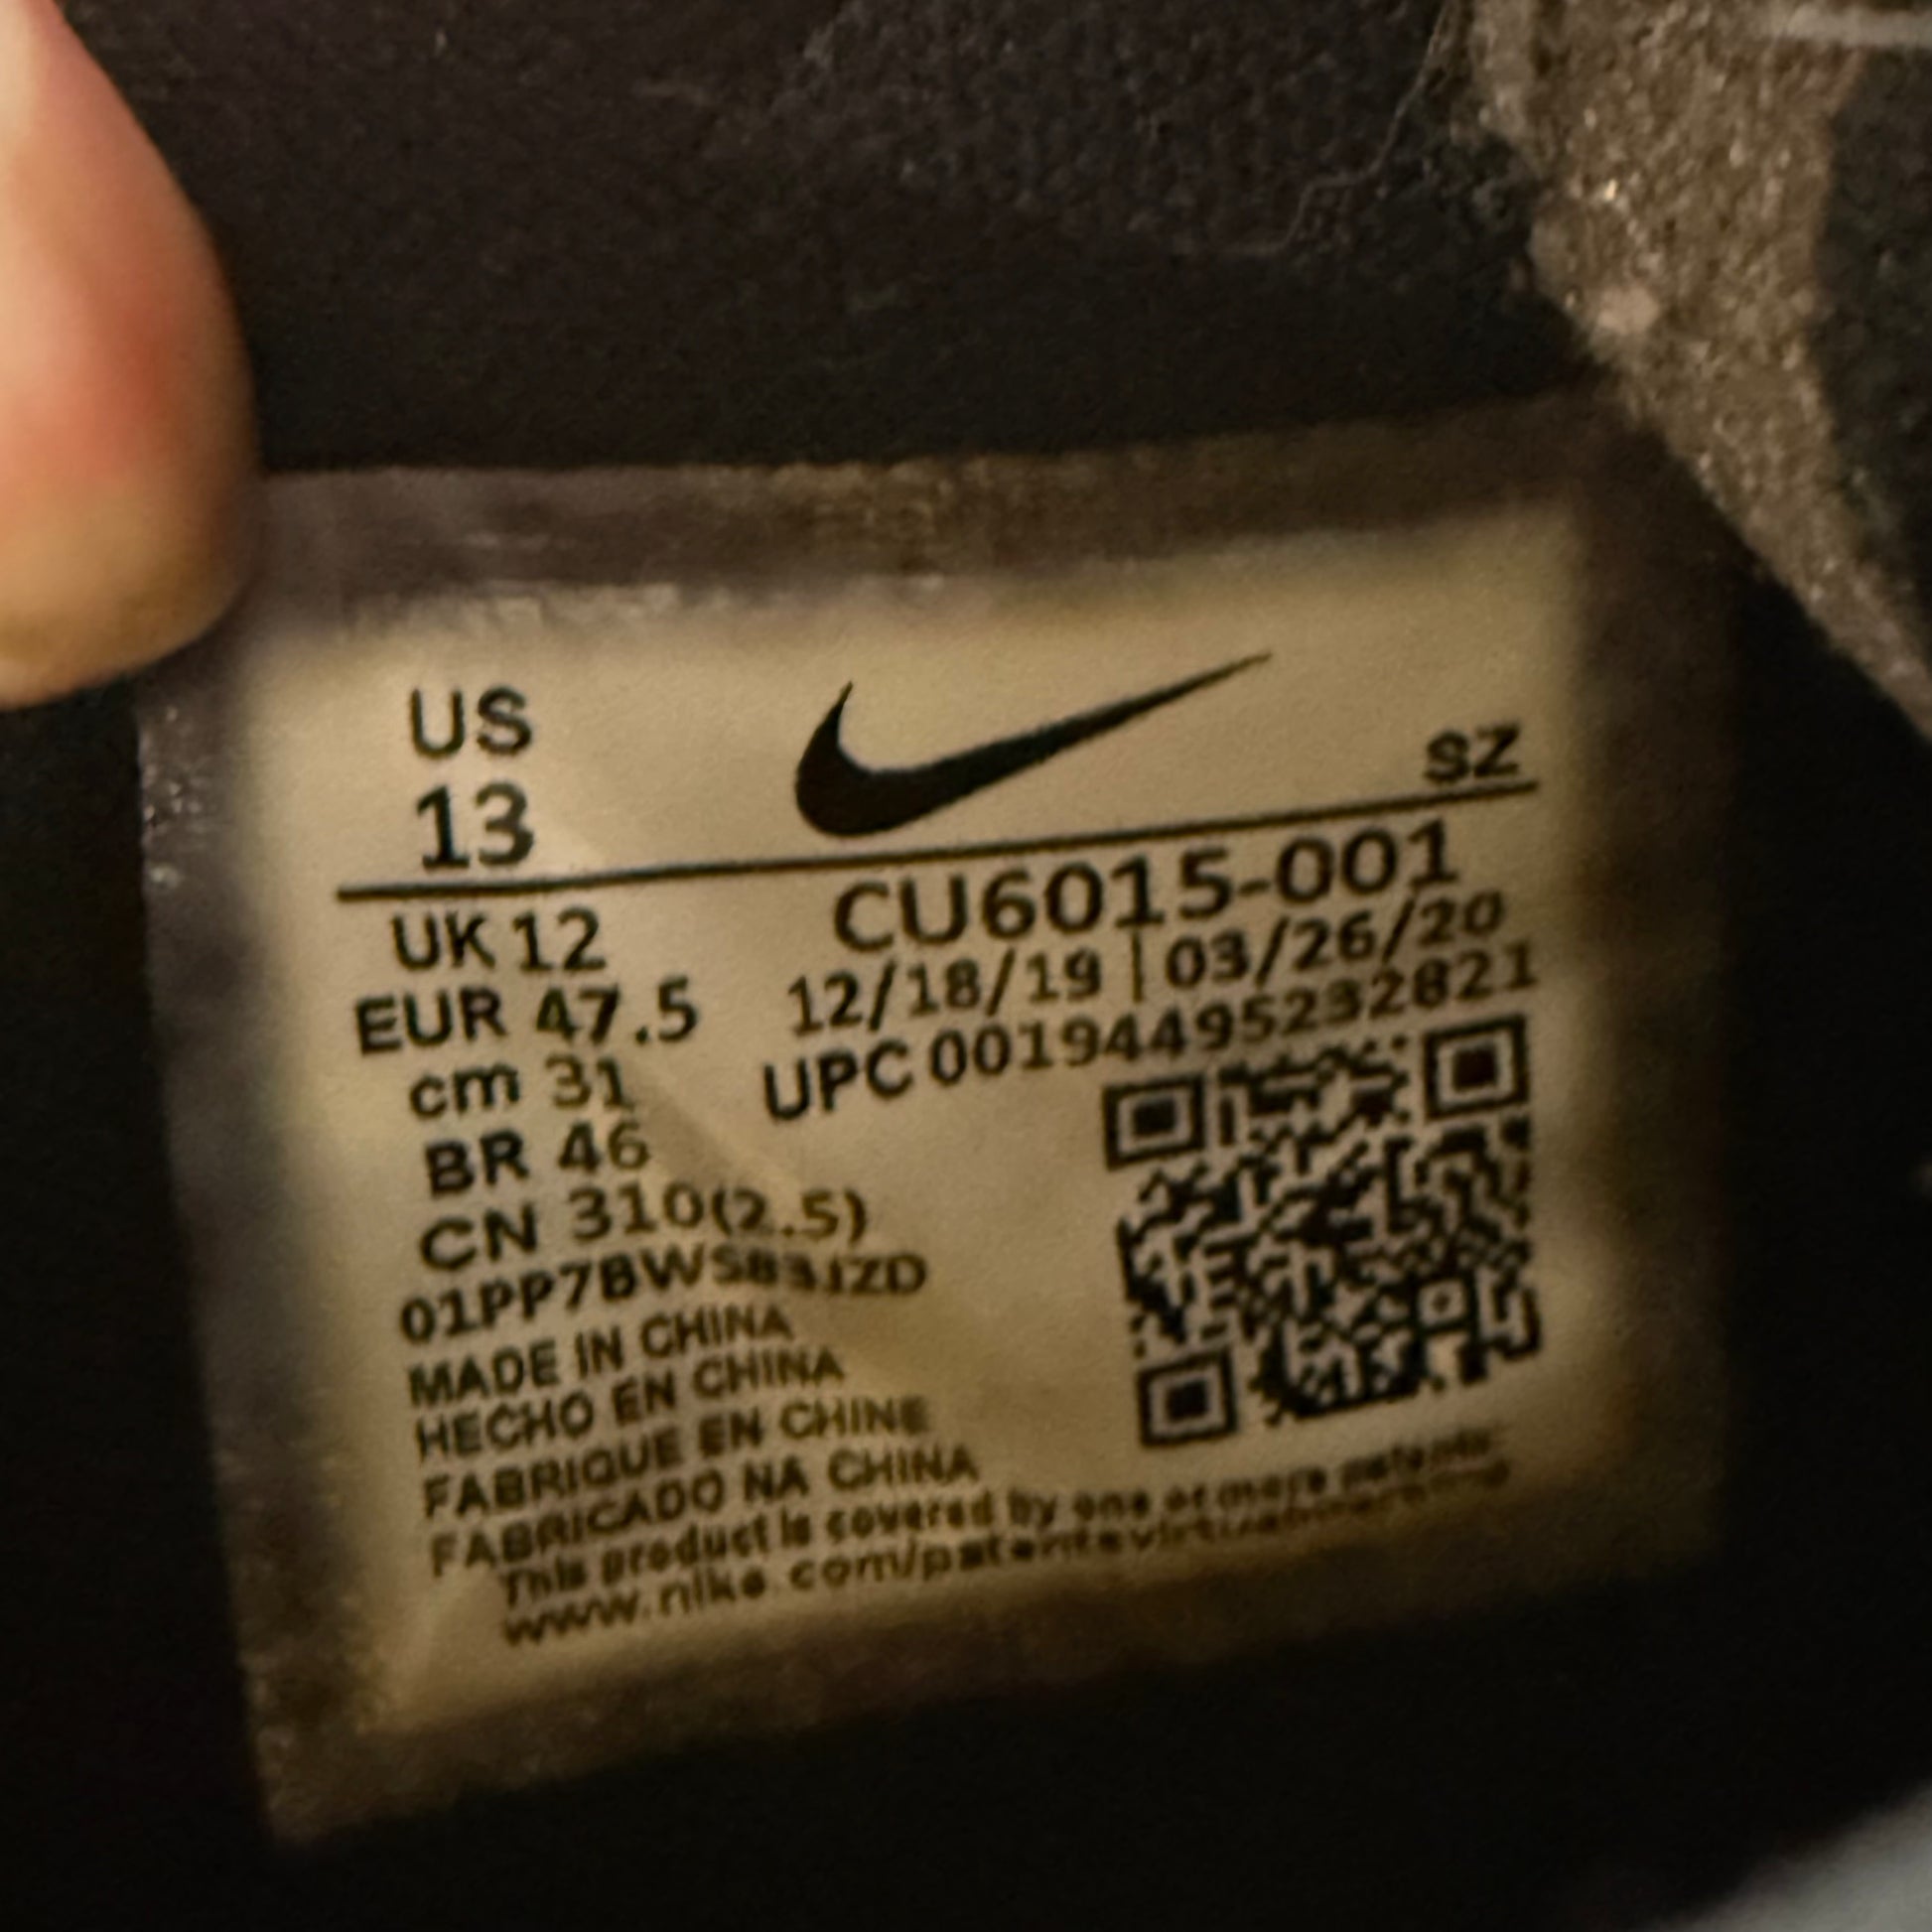 US
13
SZ
UK 12
EUR 47.5
cm 31
BR 46
CN 310(2.5)
CU6015-001
12/18/19 | 03/26/20
UPC 00194495232821
MADE IN CHINA
HECHO EN CHINA
FABRIQUE EN CHINE
FABRICADO NA CHINA
This product is covered by one or more patents:
www.nike.com/patentsvirtualmarking